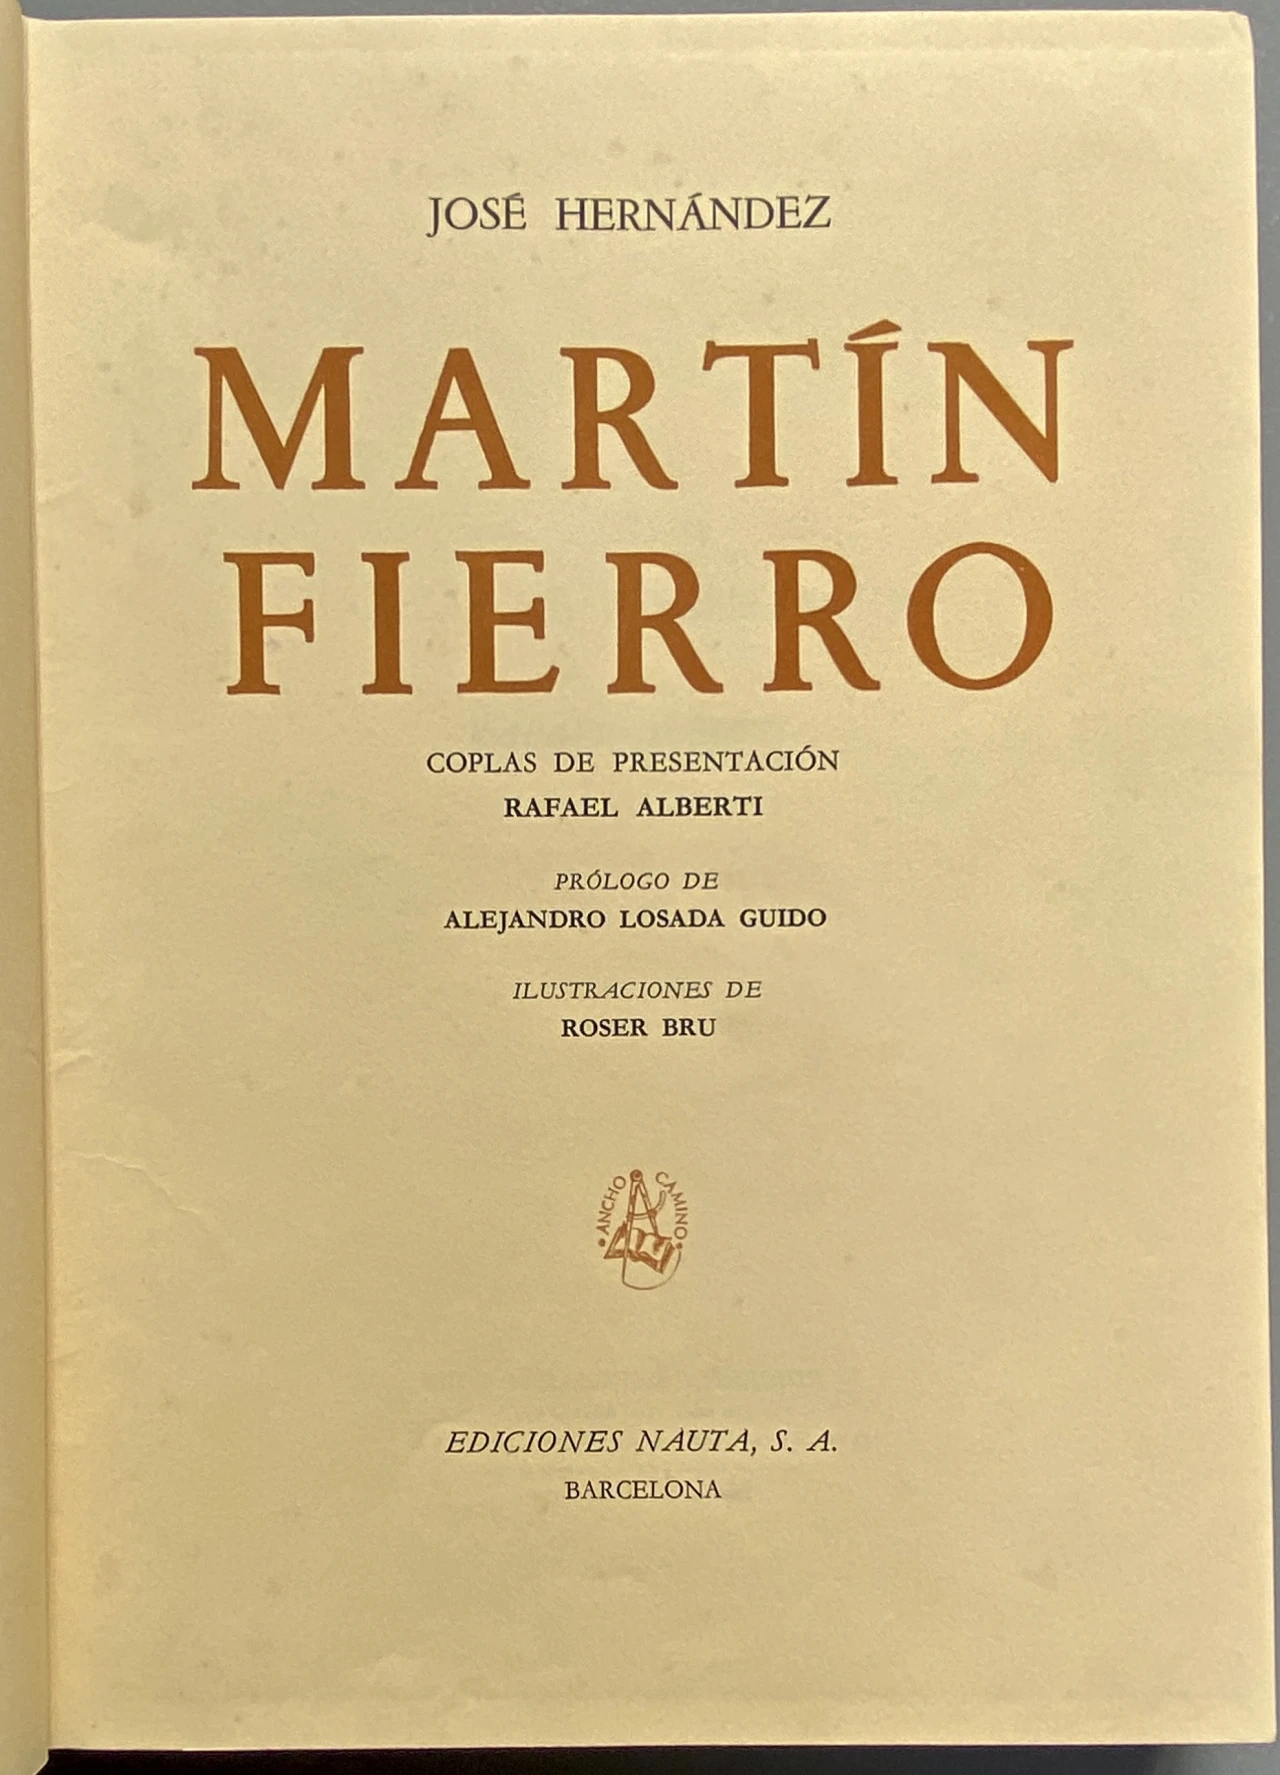 JOSÉ HERNÁNDEZ
MARTÍN
FIERRO
COPLAS DE PRESENTACIÓN
RAFAEL ALBERTI
PRÓLOGO DE
ALEJANDRO LOSADA GUIDO
ILUSTRACIONES DE
ROSER BRU
• ANCHO CAMINO •
EDICIONES NAUTA, S. A.
BARCELONA